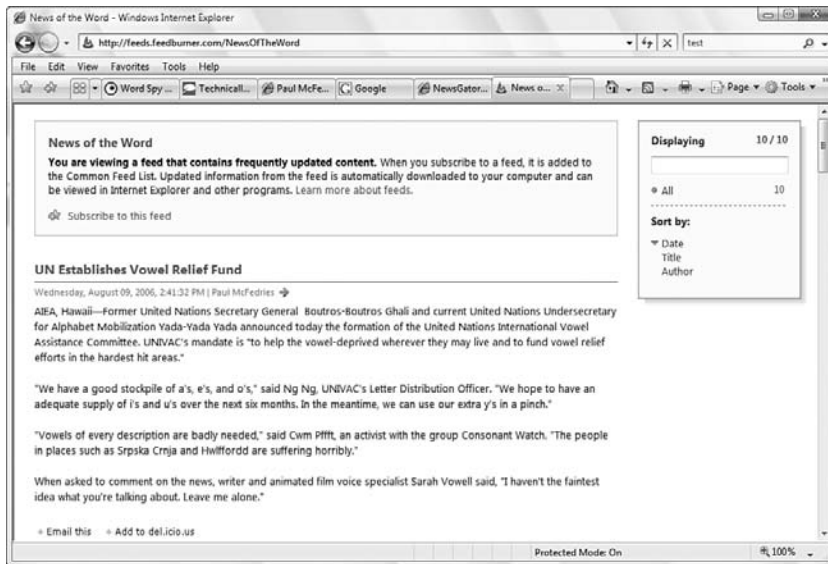 News of the Word - Windows Internet Explorer
http://feeds.feedburner.com/NewsOfTheWord
test
File Edit View Favorites Tools Help
Word Spy ... Technicall... Paul McFe... Google NewsGator... News o... Page Tools
News of the Word
You are viewing a feed that contains frequently updated content. When you subscribe to a feed, it is added to
the Common Feed List. Updated information from the feed is automatically downloaded to your computer and can
be viewed in Internet Explorer and other programs. Learn more about feeds.
Subscribe to this feed
Displaying 10 / 10
All 10
Sort by:
Date
Title
Author
UN Establishes Vowel Relief Fund
Wednesday, August 09, 2006, 2:41:32 PM | Paul McFedries
AIEA, Hawaii—Former United Nations Secretary General Boutros-Boutros Ghali and current United Nations Undersecretary
for Alphabet Mobilization Yada-Yada Yada announced today the formation of the United Nations International Vowel
Assistance Committee. UNIVAC's mandate is "to help the vowel-deprived wherever they may live and to fund vowel relief
efforts in the hardest hit areas."
"We have a good stockpile of a's, e's, and o's," said Ng Ng, UNIVAC's Letter Distribution Officer. "We hope to have an
adequate supply of i's and u's over the next six months. In the meantime, we can use our extra y's in a pinch."
"Vowels of every description are badly needed," said Cwm Pffft, an activist with the group Consonant Watch. "The people
in places such as Srpska Crnja and Hwlffordd are suffering horribly."
When asked to comment on the news, writer and animated film voice specialist Sarah Vowell said, "I haven't the faintest
idea what you're talking about. Leave me alone."
Email this Add to del.icio.us
Protected Mode: On 100%